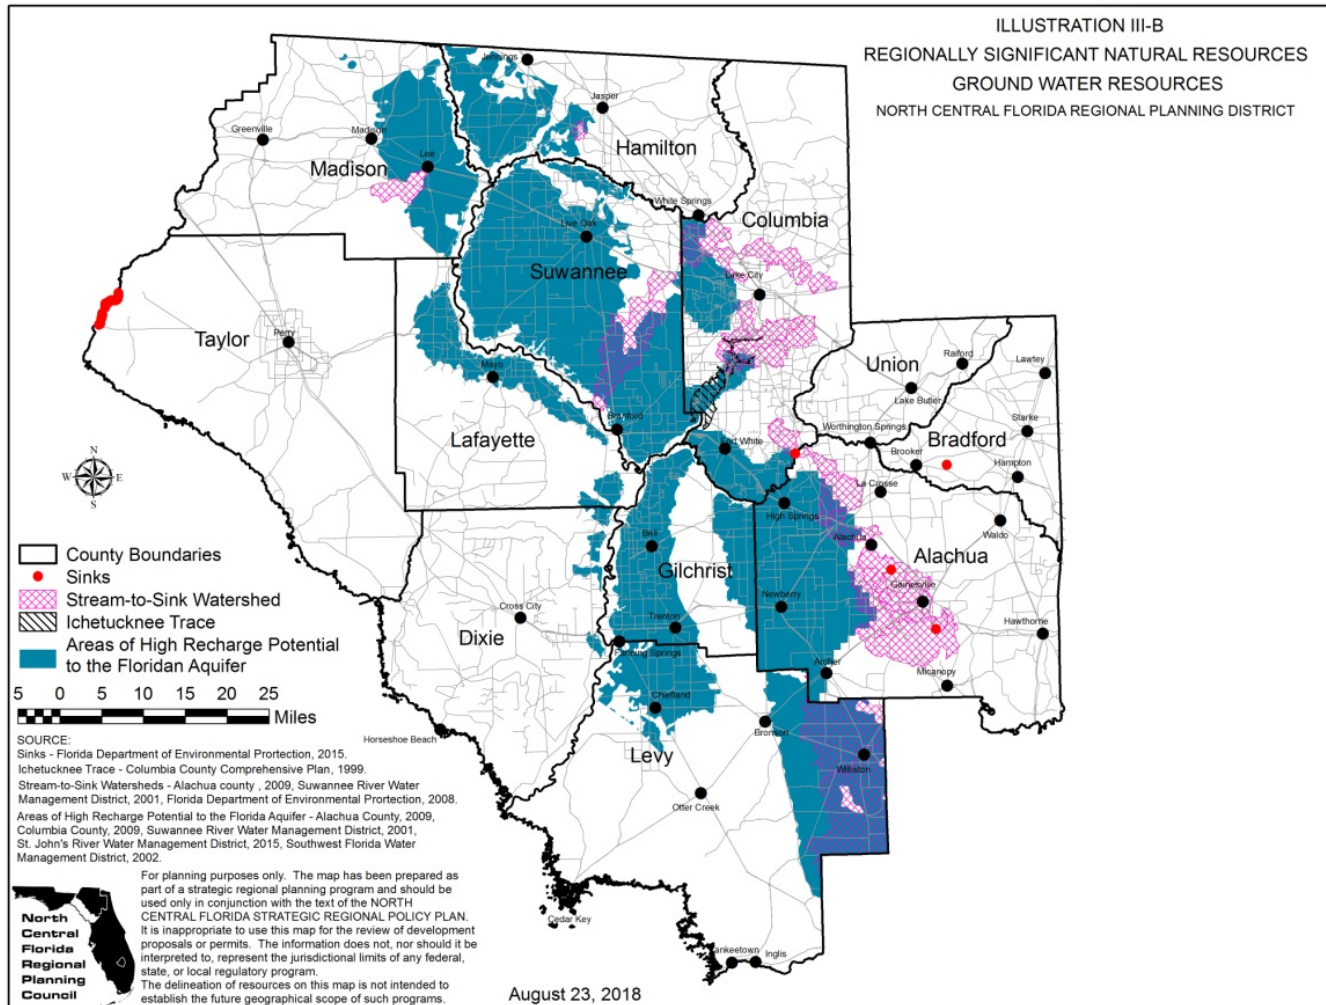 ILLUSTRATION III-B
REGIONALLY SIGNIFICANT NATURAL RESOURCES
GROUND WATER RESOURCES
NORTH CENTRAL FLORIDA REGIONAL PLANNING DISTRICT
Jennings
Jasper
Greenville
Madison
Hamilton
Lee
Madison
White Springs
Columbia
Live Oak
Suwannee
Lake City
Taylor
Perry
Mayo
Union
Raiford
Lawtey
Lake Butler
Branford
Lafayette
Worthington Springs
Starke
Bradford
Fort White
Brooker
Hampton
La Crosse
High Springs
Waldo
Bell
Alachua
Alachua
Gilchrist
Gainesville
Newberry
Cross City
Trenton
Hawthorne
Dixie
Fanning Springs
Archer
Micanopy
Chiefland
Bronson
Horseshoe Beach
Levy
Williston
Otter Creek
Cedar Key
Yankeetown
Inglis
N
W
E
S
County Boundaries
Sinks
Stream-to-Sink Watershed
Ichetucknee Trace
Areas of High Recharge Potential
to the Floridan Aquifer
5 0 5 10 15 20 25
Miles
SOURCE:
Sinks - Florida Department of Environmental Prortection, 2015.
Ichetucknee Trace - Columbia County Comprehensive Plan, 1999.
Stream-to-Sink Watersheds - Alachua county , 2009, Suwannee River Water
Management District, 2001, Florida Department of Environmental Prortection, 2008.
Areas of High Recharge Potential to the Florida Aquifer - Alachua County, 2009,
Columbia County, 2009, Suwannee River Water Management District, 2001,
St. John's River Water Management District, 2015, Southwest Florida Water
Management District, 2002.
For planning purposes only. The map has been prepared as
part of a strategic regional planning program and should be
used only in conjunction with the text of the NORTH
CENTRAL FLORIDA STRATEGIC REGIONAL POLICY PLAN.
It is inappropriate to use this map for the review of development
proposals or permits. The information does not, nor should it be
interpreted to, represent the jurisdictional limits of any federal,
state, or local regulatory program.
The delineation of resources on this map is not intended to
establish the future geographical scope of such programs.
North
Central
Florida
Regional
Planning
Council
August 23, 2018